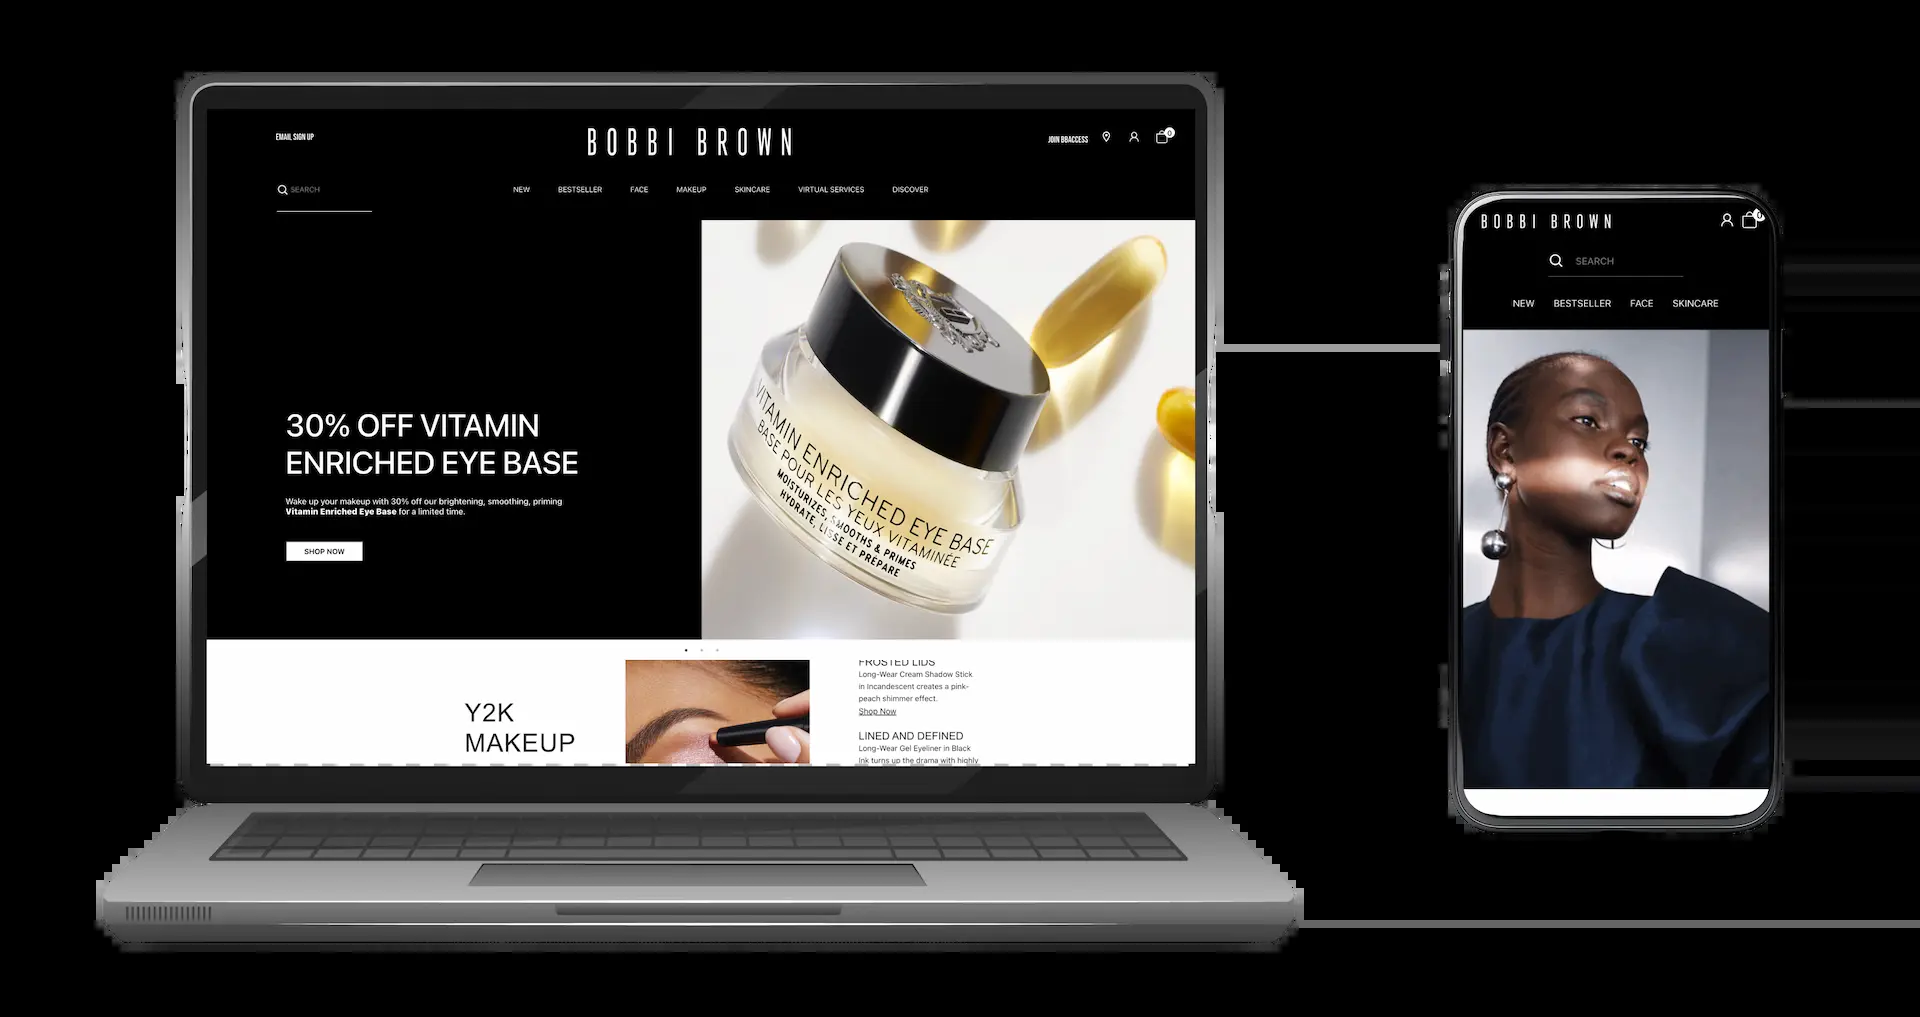 EMAIL SIGN UP
BOBBI BROWN
JOIN BBACCESS
0
SEARCH
NEW BESTSELLER FACE MAKEUP SKINCARE VIRTUAL SERVICES DISCOVER
30% OFF VITAMIN
ENRICHED EYE BASE
Wake up your makeup with 30% off our brightening, smoothing, priming
Vitamin Enriched Eye Base for a limited time.
SHOP NOW
VITAMIN ENRICHED EYE BASE
BASE POUR LES YEUX VITAMINÉE
MOISTURIZES, SMOOTHS & PRIMES
HYDRATE, LISSE ET PRÉPARE
Y2K
MAKEUP
FROSTED LIDS
Long-Wear Cream Shadow Stick
in Incandescent creates a pink-
peach shimmer effect.
Shop Now
LINED AND DEFINED
Long-Wear Gel Eyeliner in Black
Ink turns up the drama with highly
BOBBI BROWN
0
SEARCH
NEW BESTSELLER FACE SKINCARE